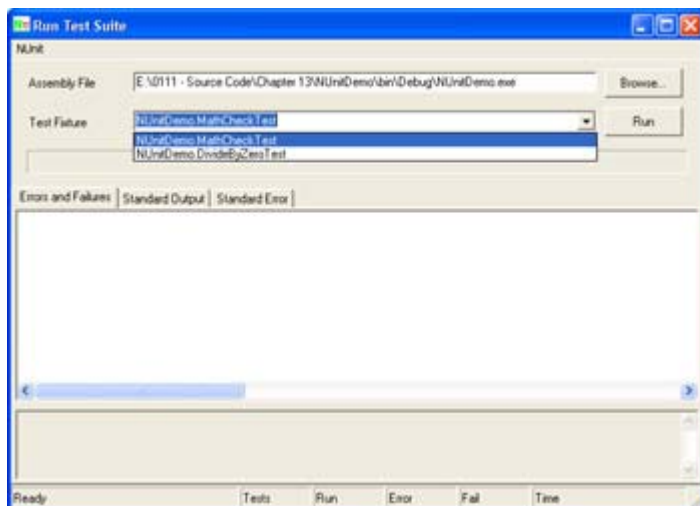 Run Test Suite
NUnit
Assembly File
E:\0111 - Source Code\Chapter 13\NUnitDemo\bin\Debug\NUnitDemo.exe
Browse...
Test Fixture
NUnitDemo.MathCheckTest
Run
NUnitDemo.MathCheckTest
NUnitDemo.DivideByZeroTest
Errors and Failures
Standard Output
Standard Error
Ready
Tests
Run
Error
Fail
Time